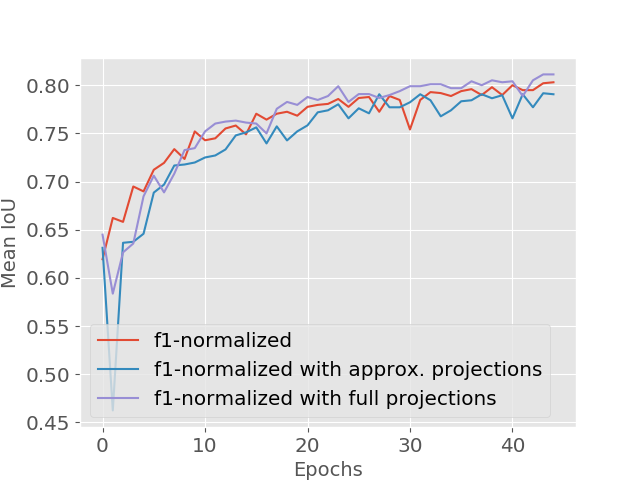 0.80
0.75
0.70
0.65
0.60
0.55
0.50
0.45
Mean IoU
f1-normalized
f1-normalized with approx. projections
f1-normalized with full projections
0 10 20 30 40
Epochs